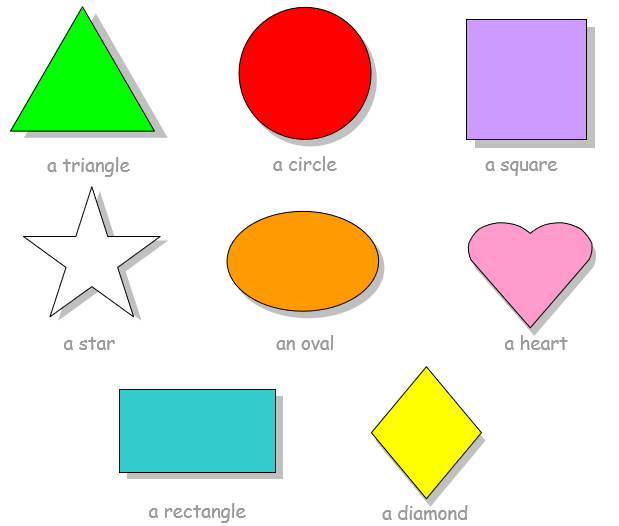 a triangle
a circle
a square
a star
an oval
a heart
a rectangle
a diamond